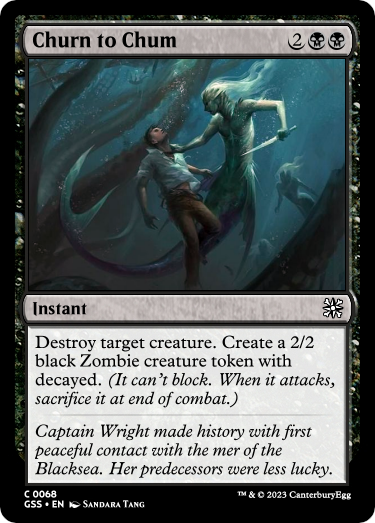 Churn to Chum 2
Instant
Destroy target creature. Create a 2/2
black Zombie creature token with
decayed. (It can't block. When it attacks,
sacrifice it at end of combat.)
Captain Wright made history with first
peaceful contact with the mer of the
Blacksea. Her predecessors were less lucky.
C 0068
GSS • EN Sandara Tang
™ & © 2023 CanterburyEgg